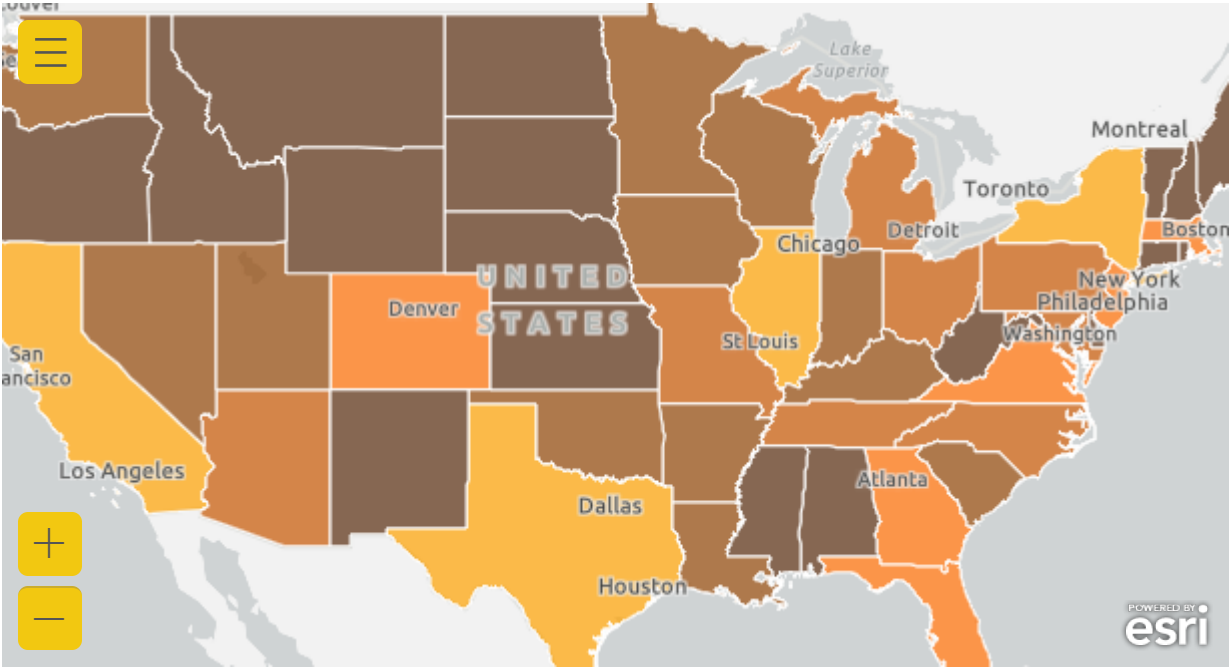 Lake
Superior
Montreal
Toronto
Boston
Chicago
Detroit
UNITED
STATES
New York
Philadelphia
Denver
Washington
St Louis
San
ancisco
Los Angeles
Atlanta
Dallas
Houston
POWERED BY
esri